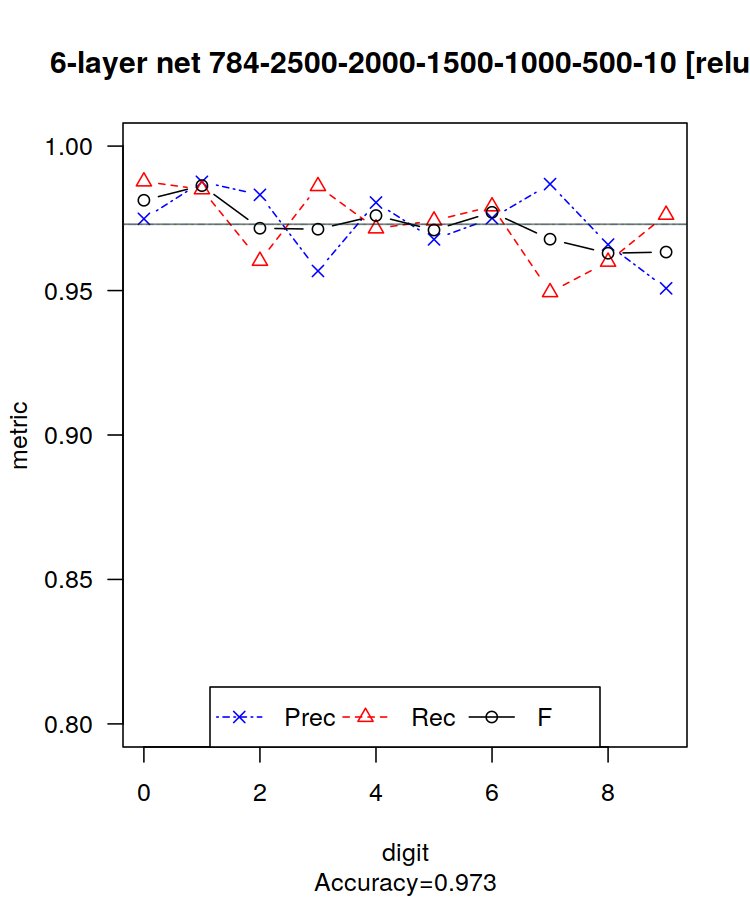 6-layer net 784-2500-2000-1500-1000-500-10 [relu
1.00
0.95
0.90
0.85
0.80
metric
Prec Rec F
0 2 4 6 8
digit
Accuracy=0.973